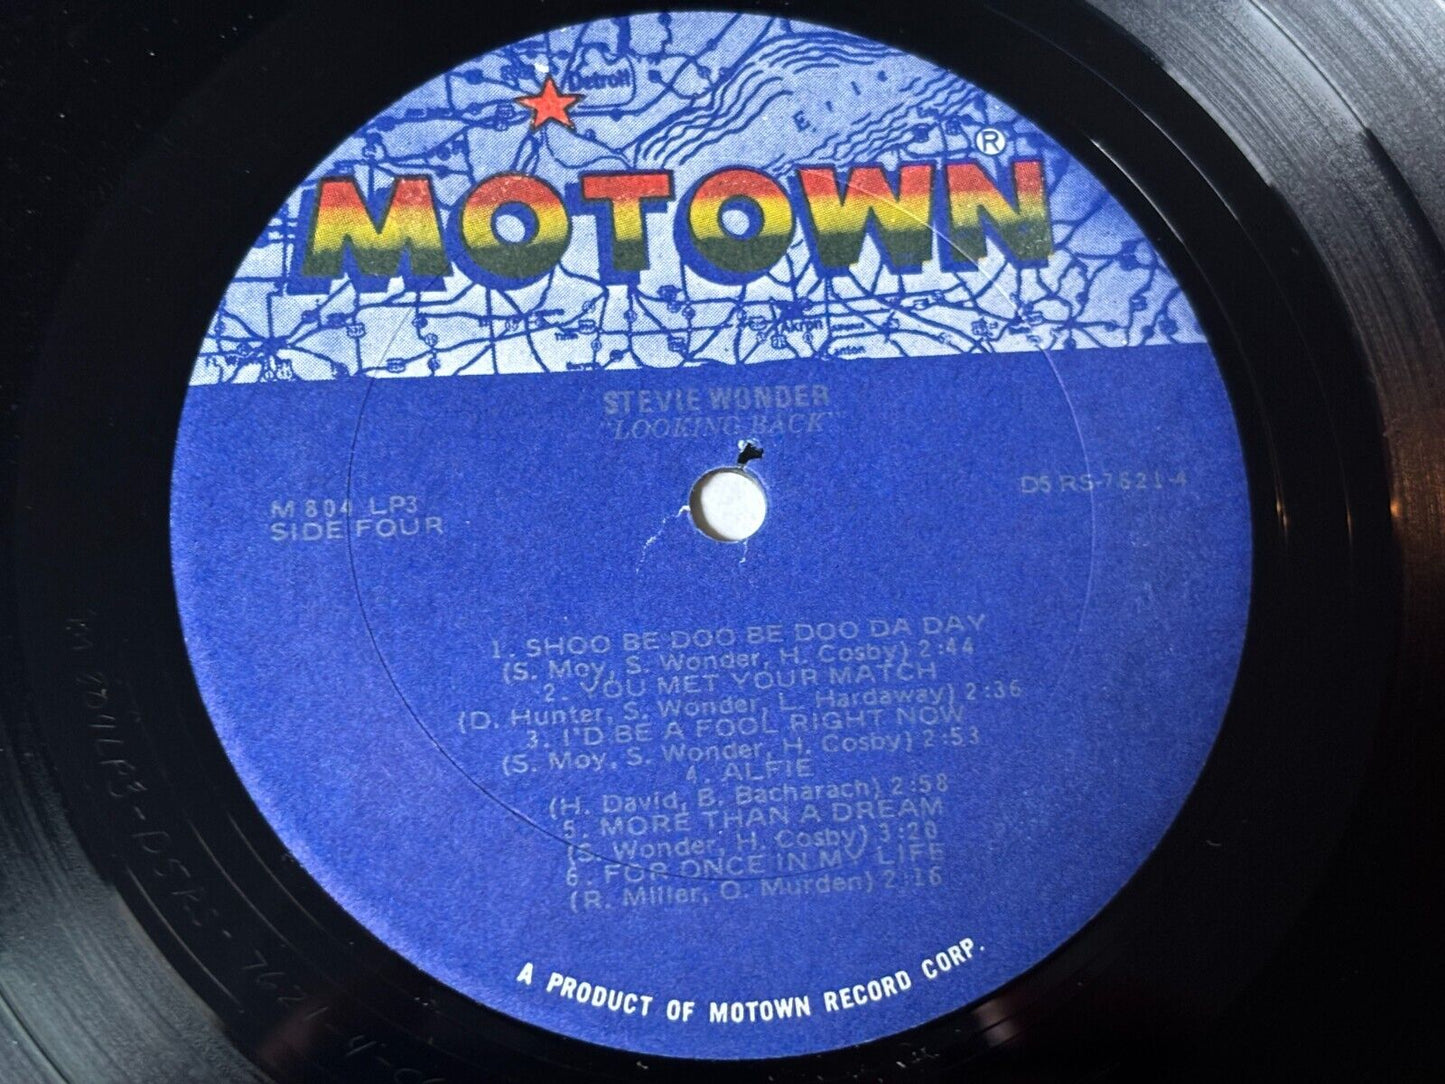 Detroit
E R I
MOTOWN®
Akron
STEVIE WONDER
"LOOKING BACK"
M 804 LP3
SIDE FOUR
D5 RS-7621-4
1. SHOO BE DOO BE DOO DA DAY
(S. Moy, S. Wonder, H. Cosby) 2:44
2. YOU MET YOUR MATCH
(D. Hunter, S. Wonder, L. Hardaway) 2:36
3. I'D BE A FOOL RIGHT NOW
(S. Moy, S. Wonder, H. Cosby) 2:53
4. ALFIE
(H. David, B. Bacharach) 2:58
5. MORE THAN A DREAM
(S. Wonder, H. Cosby) 3:20
6. FOR ONCE IN MY LIFE
(R. Miller, O. Murden) 2:16
A PRODUCT OF MOTOWN RECORD CORP.